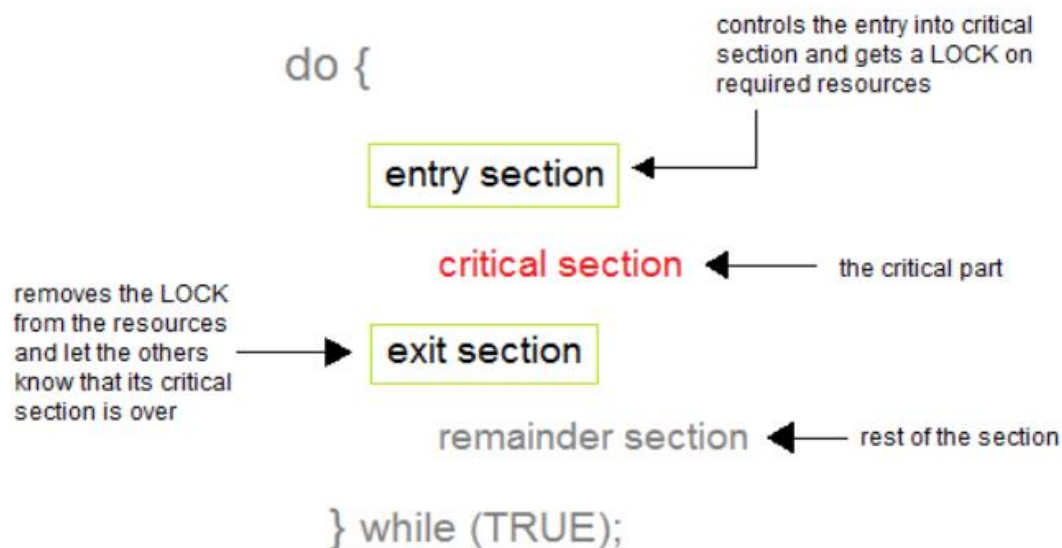 controls the entry into critical
section and gets a LOCK on
required resources
do {
entry section
critical section
the critical part
removes the LOCK
from the resources
and let the others
know that its critical
section is over
exit section
remainder section
rest of the section
} while (TRUE);